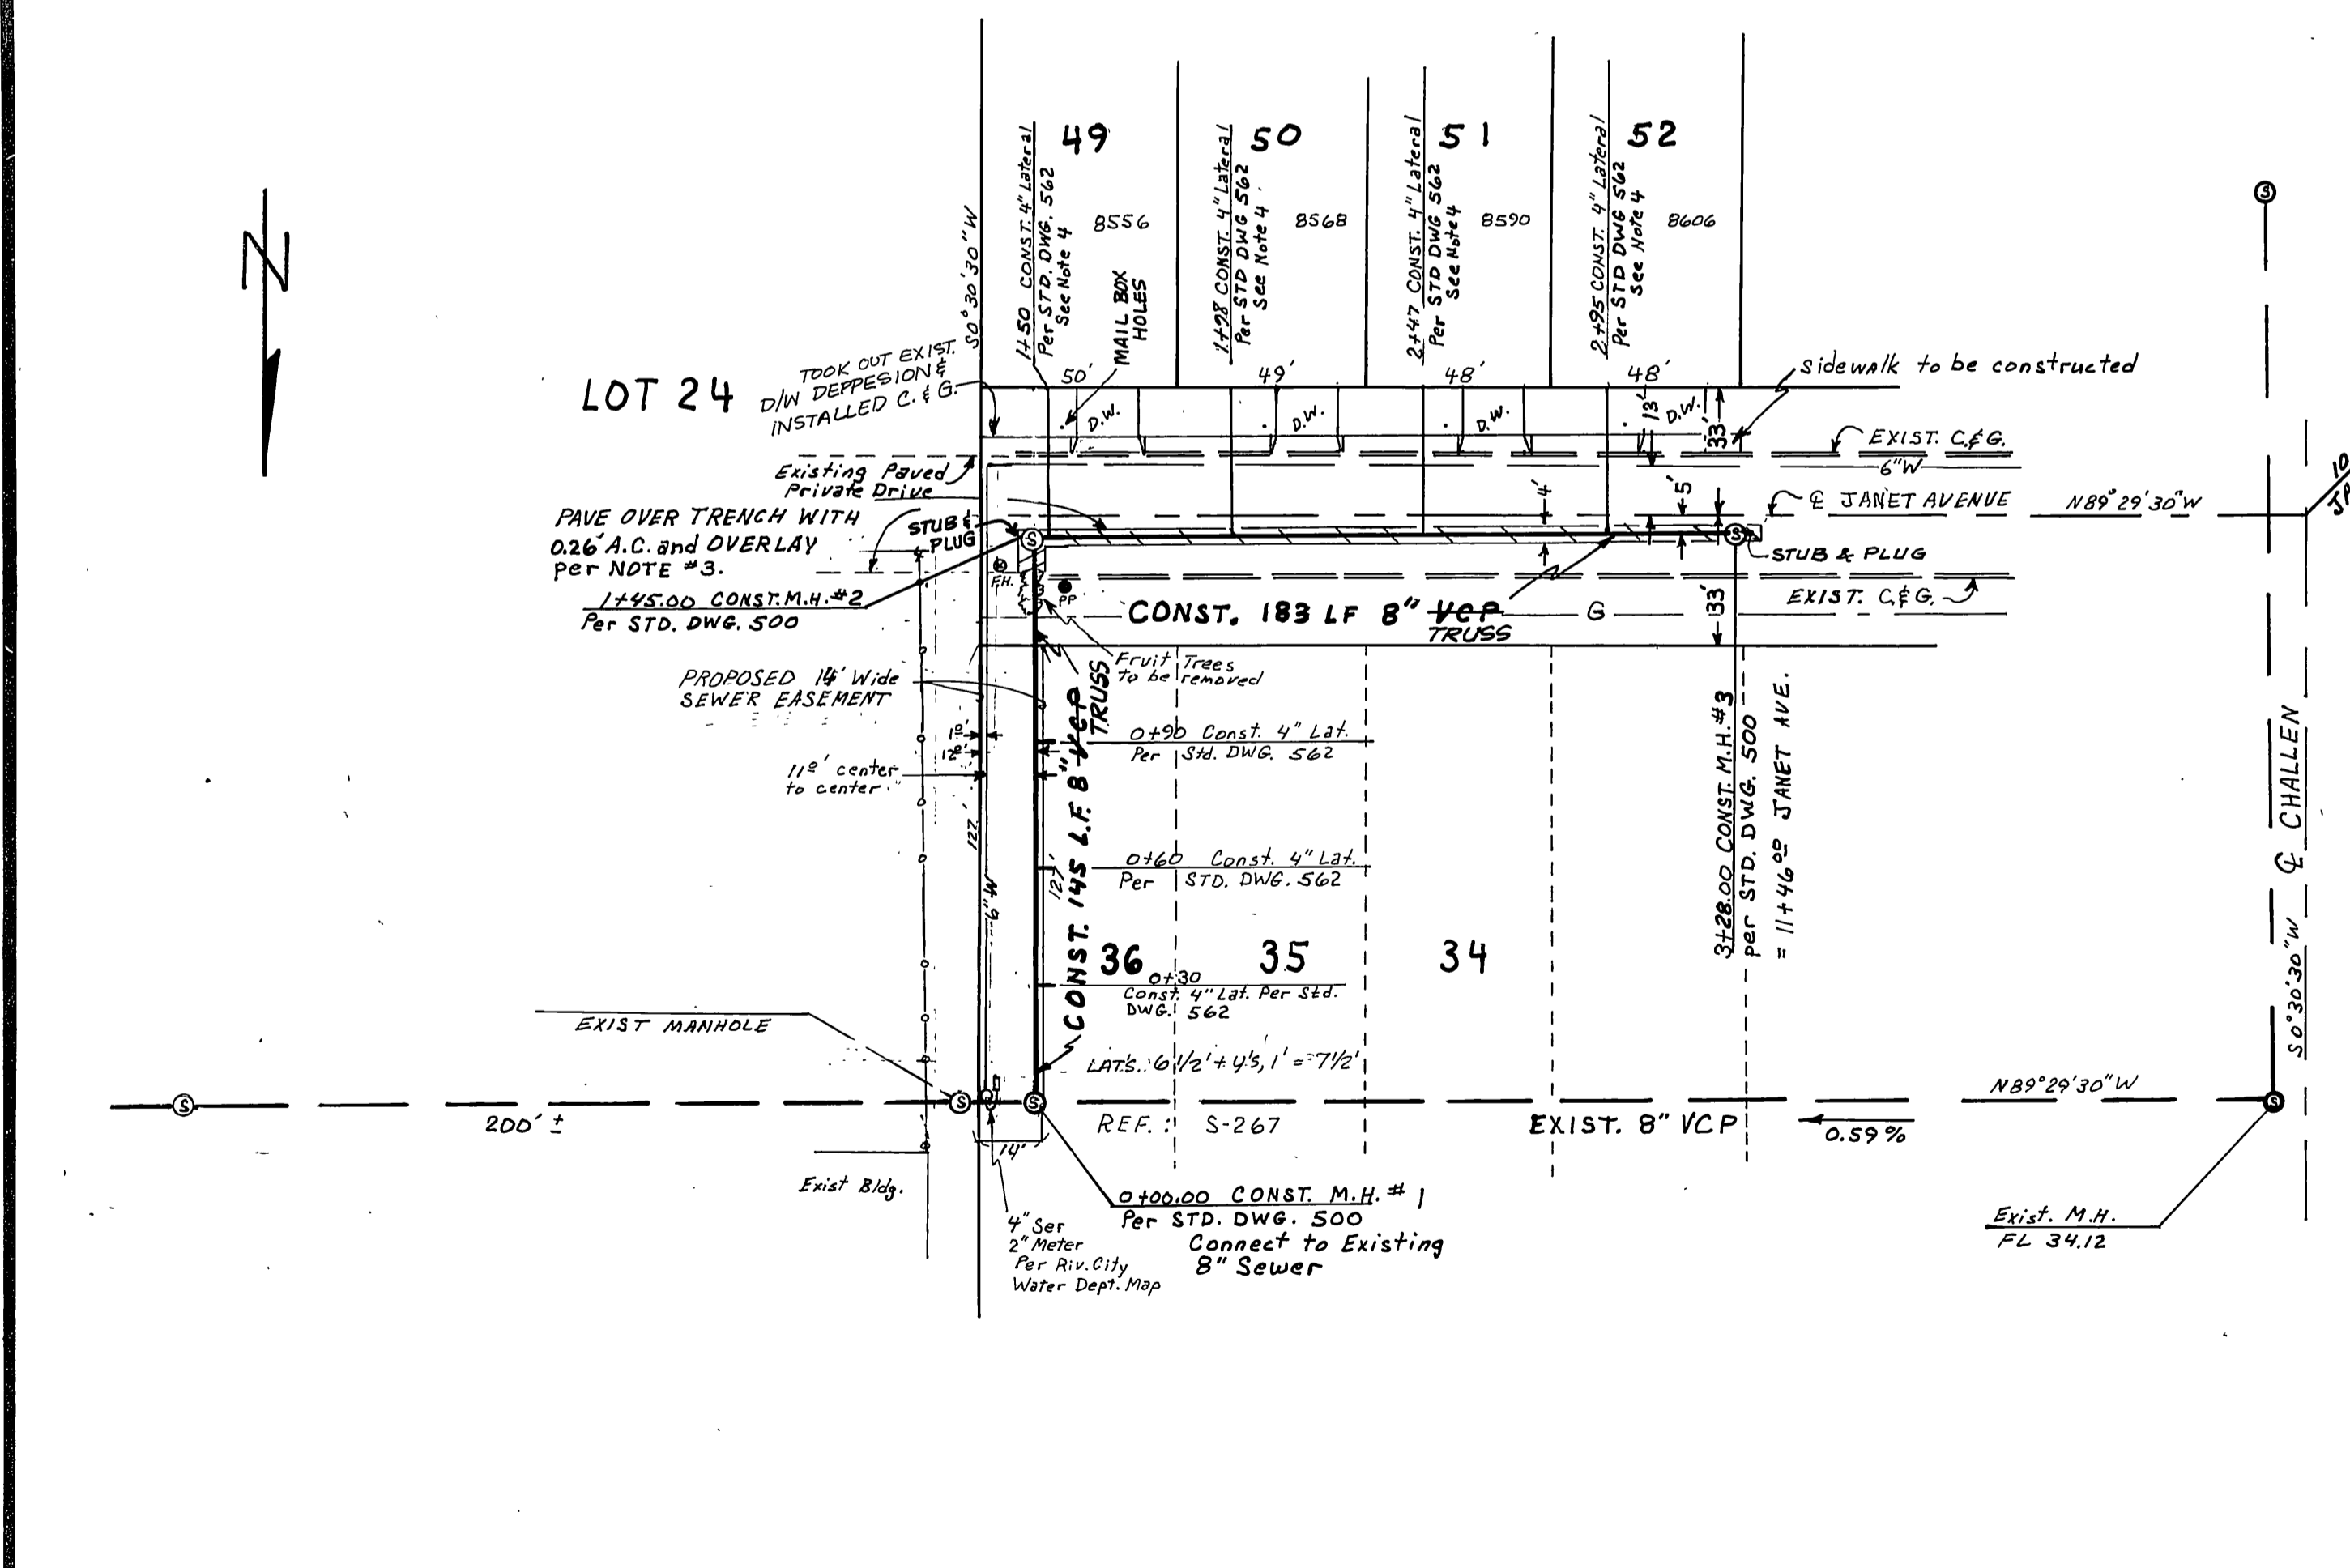 N
LOT 24
TOOK OUT EXIST.
D/W DEPPESION &
INSTALLED C. & G.
S0°30'30"W
1+50 CONST. 4" Lateral
Per STD. DWG. 562
See Note 4
49
8556
MAIL BOX
HOLES
1+98 CONST. 4" Lateral
Per STD DWG 562
See Note 4
50
8568
2+47 CONST. 4" Lateral
Per STD DWG 562
See Note 4
51
8590
2+95 CONST. 4" Lateral
Per STD DWG 562
See Note 4
52
8606
50'
49'
48'
48'
D.W.
D.W.
D.W.
D.W.
13'
33'
Sidewalk to be constructed
EXIST. C.& G.
6"W
℄ JANET AVENUE
N89°29'30"W
10
Existing Paved
Private Drive
PAVE OVER TRENCH WITH
0.26' A.C. and OVERLAY
per NOTE #3.
STUB &
PLUG
1+45.00 CONST. M.H. #2
Per STD. DWG. 500
S
F.H.
PP
4'
5'
S
STUB & PLUG
EXIST. C.& G.
33'
CONST. 183 LF 8" VCP
TRUSS
G
Fruit Trees
to be removed
PROPOSED 14' Wide
SEWER EASEMENT
1º'
12º'
11º' center
to center
127'
6"W
CONST. 145 L.F. 8" VCP
TRUSS
127'
0+90 Const. 4" Lat.
Per Std. DWG. 562
0+60 Const. 4" Lat.
Per STD. DWG. 562
36
35
34
0+30
Const. 4" Lat. Per Std.
DWG. 562
LAT'S. 6 1/2' + Y'S, 1' = 7 1/2'
3+28.00 CONST. M.H. #3
per STD. DWG. 500
= 11+46ºº JANET AVE.
S
S0°30'30"W ℄ CHALLEN
EXIST MANHOLE
S
200' ±
S
S
14'
REF.: S-267
EXIST. 8" VCP
0.59%
N89°29'30"W
S
Exist Bldg.
4" Ser
2" Meter
Per Riv. City
Water Dept. Map
0+00.00 CONST. M.H. # 1
Per STD. DWG. 500
Connect to Existing
8" Sewer
Exist. M.H.
FL 34.12